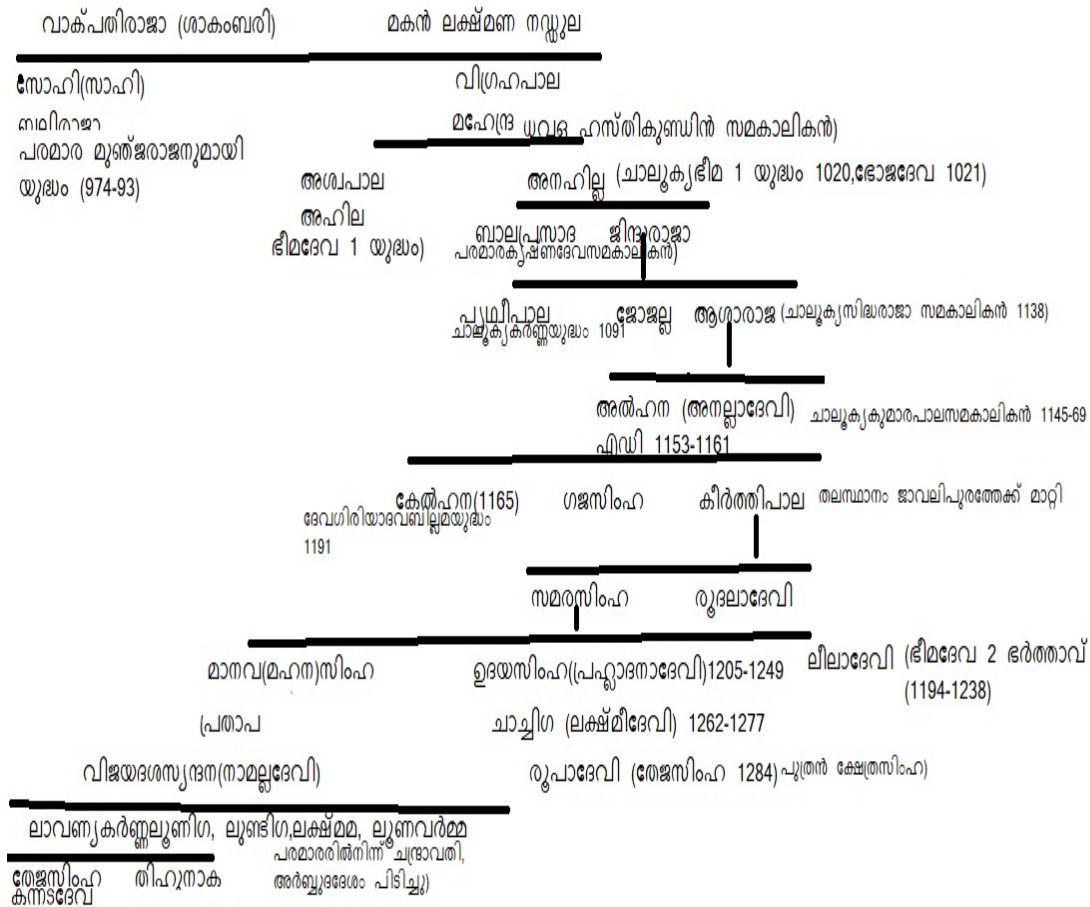 വാക്പതിരാജാ (ശാകംബരി) മകൻ ലക്ഷ്മണ നഡ്ഡുല
സോഹി(സാഹി) വിഗ്രഹപാല
ബലിരാജാ മഹേന്ദ്ര ധവള ഹസ്തികുണ്ഡിൻ സമകാലികൻ)
പരമാര മുഞ്ജരാജനുമായി
യുദ്ധം (974-93)
അശ്വപാല അനഹില്ല (ചാലൂക്യഭീമ 1 യുദ്ധം 1020,ഭോജദേവ 1021)
അഹില
ഭീമദേവ 1 യുദ്ധം) ബാലപ്രസാദ ജിന്ദുരാജാ
പരമാരകൃഷ്ണദേവസമകാലികൻ)
പൃഥ്വീപാല ജോജല്ല ആശാരാജ (ചാലൂക്യസിദ്ധരാജാ സമകാലികൻ 1138)
ചാലൂക്യകർണ്ണയുദ്ധം 1091
അൽഹന (അനല്ലാദേവി) ചാലൂക്യകുമാരപാലസമകാലികൻ 1145-69
എഡി 1153-1161
കേൽഹന(1165) ഗജസിംഹ കീർത്തിപാല തലസ്ഥാനം ജാവലിപുരത്തേക്ക് മാറ്റി
ദേവഗിരിയാദവബില്ലമയുദ്ധം
1191
സമരസിംഹ രൂദലാദേവി
മാനവ(മഹന)സിംഹ ഉദയസിംഹ(പ്രഹ്ലാദനാദേവി)1205-1249 ലീലാദേവി (ഭീമദേവ 2 ഭർത്താവ്
(1194-1238)
പ്രതാപ ചാച്ചിഗ (ലക്ഷ്മീദേവി) 1262-1277
വിജയദശസ്യന്ദന(നാമല്ലദേവി) രൂപാദേവി (തേജസിംഹ 1284) പുത്രൻ ക്ഷേത്രസിംഹ)
ലാവണ്യകർണ്ണലൂണിഗ, ലുണ്ടിഗ,ലക്ഷ്മമ, ലൂണവർമ്മ
പരമാരരിൽനിന്ന് ചന്ദ്രാവതി,
അർബ്ബുദദേശം പിടിച്ചു)
തേജസിംഹ തിഹുനാക
കന്നടദേവ